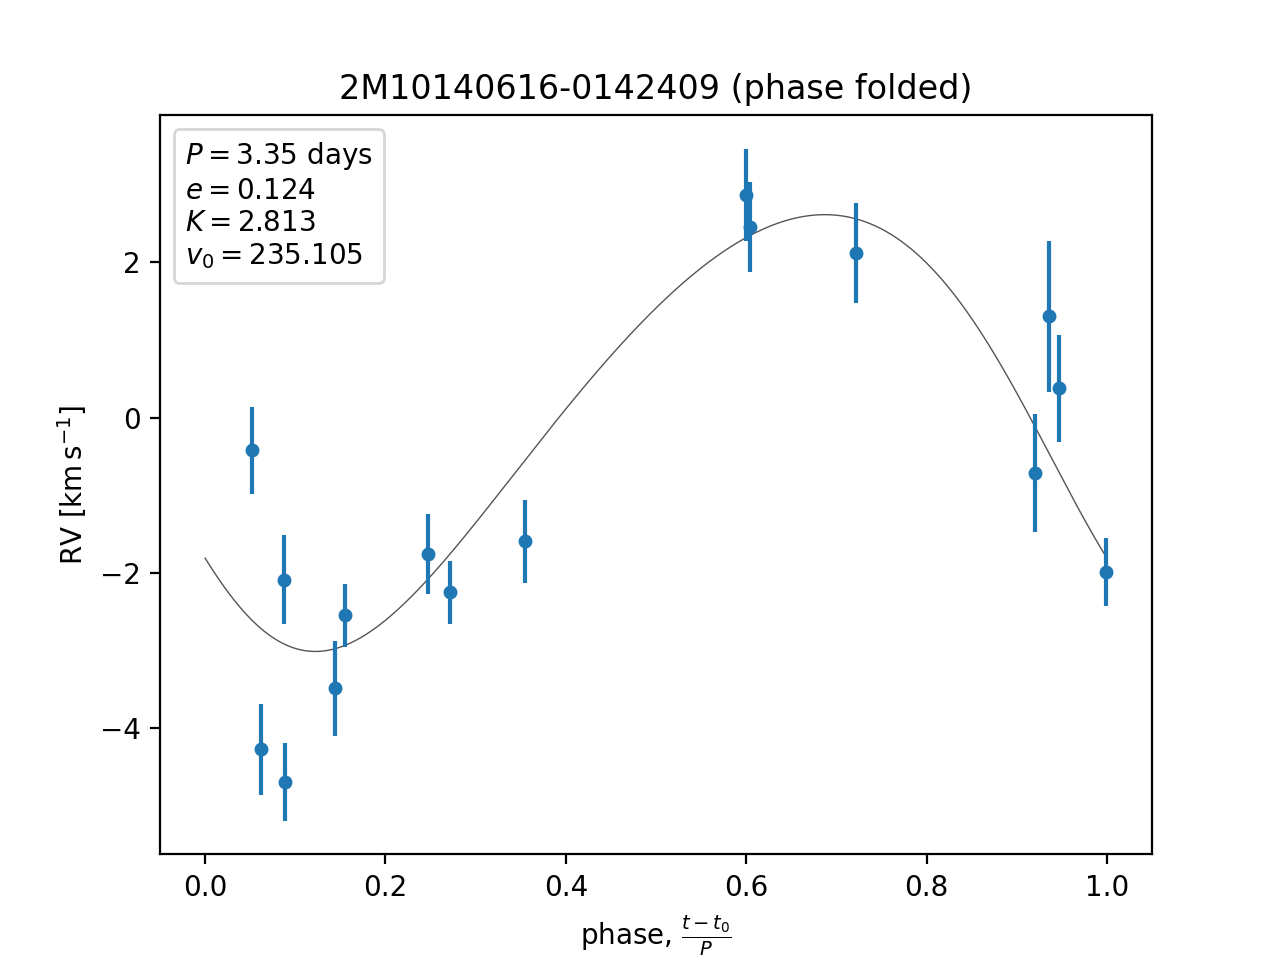 2M10140616-0142409 (phase folded)
P = 3.35 days
e = 0.124
K = 2.813
v₀ = 235.105
RV [km s⁻¹]
2
0
−2
−4
0.0 0.2 0.4 0.6 0.8 1.0
phase, (t − t₀)/P